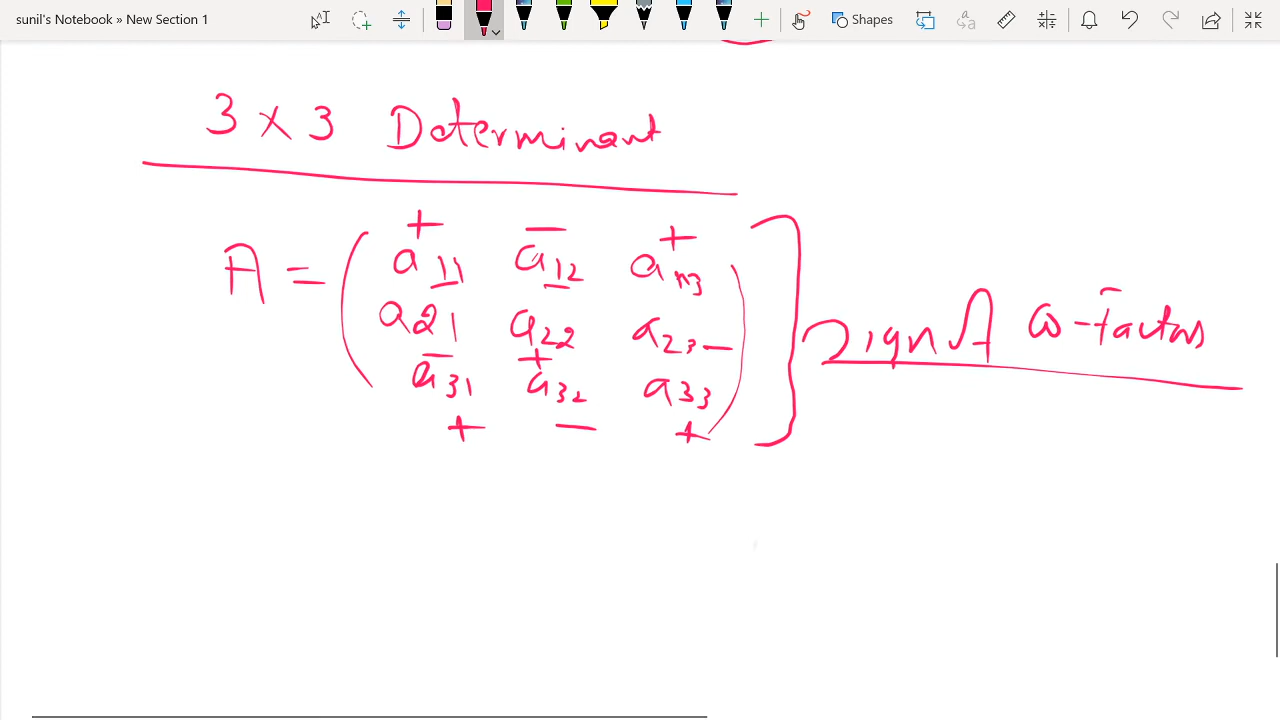 sunil's Notebook » New Section 1
Shapes
3 × 3 Determinant
+ − +
A = ( a11 a12 a13
a21 a22 a23 −
− +
a31 a32 a33 )
+ − +
] sign of co-factors